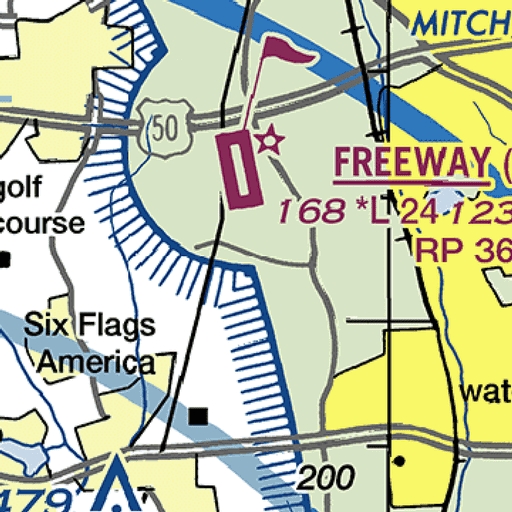 MITCH
50
FREEWAY (
golf
course
168 *L 24 123
RP 36
Six Flags
America
wat
200
479